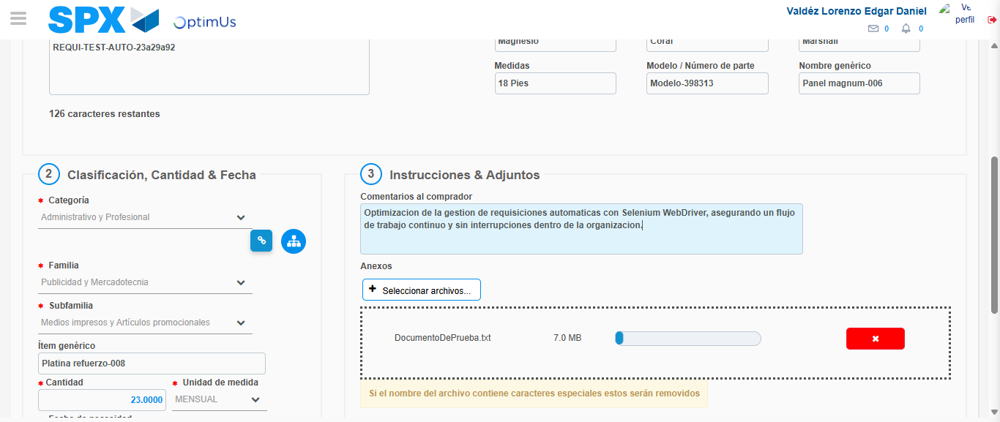 SPX
OptimUs
Valdéz Lorenzo Edgar Daniel
Ve
perfil
0
0
REQUI-TEST-AUTO-23a29a92
126 caracteres restantes
Magnesio
Coral
Marshall
Medidas
Modelo / Número de parte
Nombre genérico
18 Pies
Modelo-398313
Panel magnum-006
2 Clasificación, Cantidad & Fecha
* Categoría
Administrativo y Profesional
* Familia
Publicidad y Mercadotecnia
* Subfamilia
Medios impresos y Artículos promocionales
Ítem genérico
Platina refuerzo-008
* Cantidad
* Unidad de medida
23.0000
MENSUAL
Fecha de necesidad
3 Instrucciones & Adjuntos
Comentarios al comprador
Optimizacion de la gestion de requisiciones automaticas con Selenium WebDriver, asegurando un flujo
de trabajo continuo y sin interrupciones dentro de la organizacion.
Anexos
+ Seleccionar archivos...
DocumentoDePrueba.txt
7.0 MB
Si el nombre del archivo contiene caracteres especiales estos serán removidos